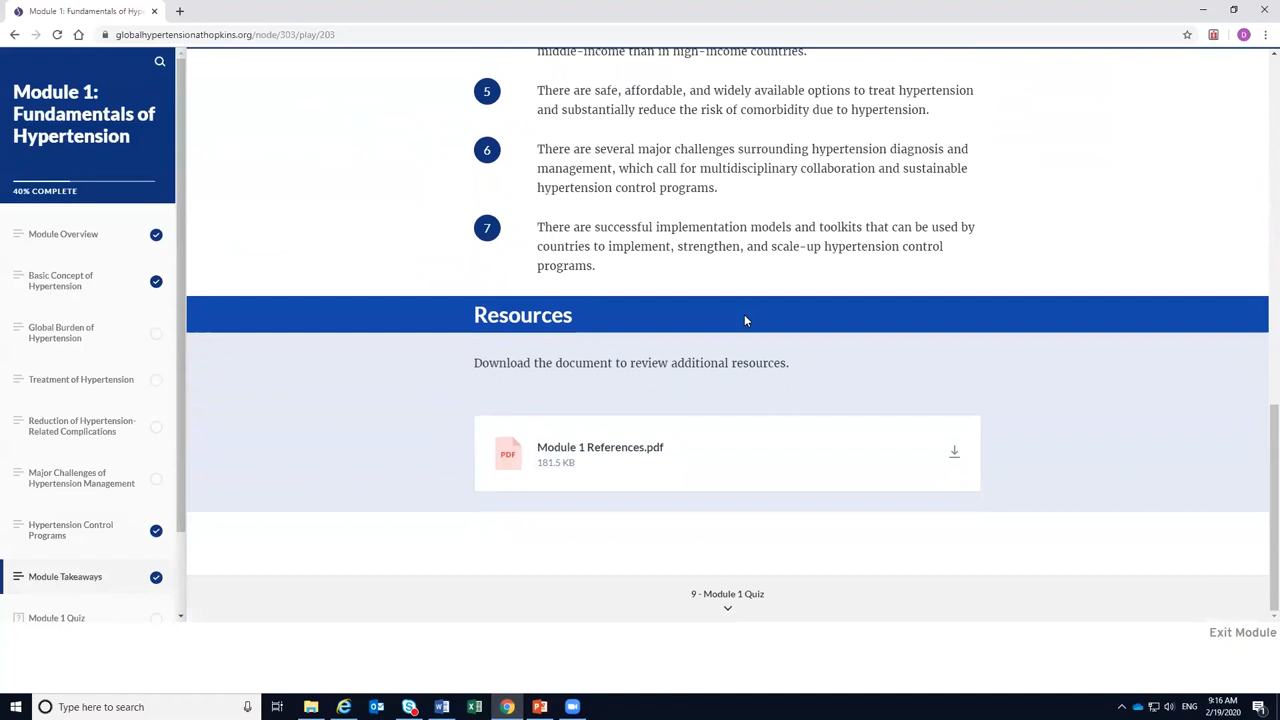 Module 1: Fundamentals of Hyper
globalhypertensionathopkins.org/node/303/play/203
D
Module 1:
Fundamentals of
Hypertension
40% COMPLETE
Module Overview
Basic Concept of
Hypertension
Global Burden of
Hypertension
Treatment of Hypertension
Reduction of Hypertension-
Related Complications
Major Challenges of
Hypertension Management
Hypertension Control
Programs
Module Takeaways
Module 1 Quiz
middle-income than in high-income countries.
5
There are safe, affordable, and widely available options to treat hypertension
and substantially reduce the risk of comorbidity due to hypertension.
6
There are several major challenges surrounding hypertension diagnosis and
management, which call for multidisciplinary collaboration and sustainable
hypertension control programs.
7
There are successful implementation models and toolkits that can be used by
countries to implement, strengthen, and scale-up hypertension control
programs.
Resources
Download the document to review additional resources.
PDF
Module 1 References.pdf
181.5 KB
9 - Module 1 Quiz
Exit Module
Type here to search
9:16 AM
2/19/2020